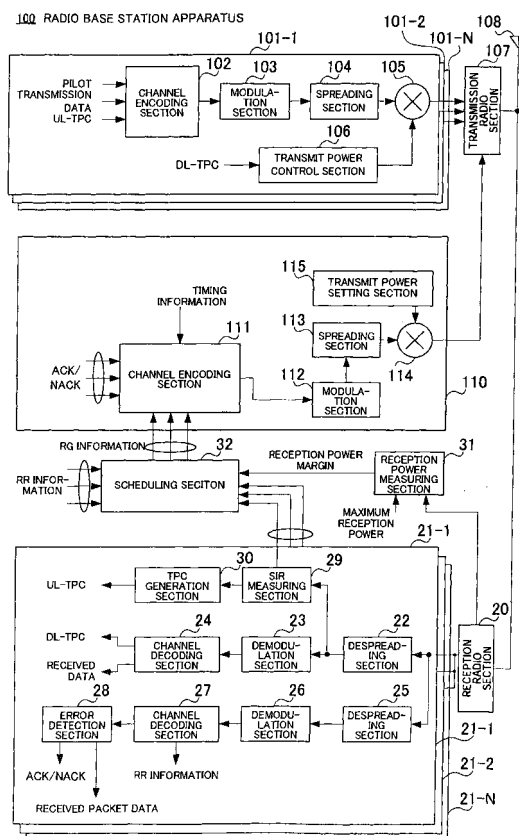 100 RADIO BASE STATION APPARATUS
101-1
101-2
101-N
108
107
102
103
104
105
PILOT
TRANSMISSION
DATA
UL-TPC
CHANNEL
ENCODING
SECTION
MODULA-
TION
SECTION
SPREADING
SECTION
TRANSMISSION
RADIO
SECTION
106
DL-TPC
TRANSMIT POWER
CONTROL SECTION
115
TRANSMIT POWER
SETTING SECTION
TIMING
INFORMATION
111
113
SPREADING
SECTION
114
ACK/
NACK
CHANNEL ENCODING
SECTION
112
MODULA-
TION
SECTION
110
RG INFORMATION
32
RR INFOR-
MATION
SCHEDULING SECITON
RECEPTION POWER
MARGIN
31
RECEPTION
POWER
MEASURING
SECTION
MAXIMUM
RECEPTION
POWER
21-1
30
29
UL-TPC
TPC
GENERATION
SECTION
SIR
MEASURING
SECTION
20
24
23
22
DL-TPC
RECEIVED
DATA
CHANNEL
DECODING
SECTION
DEMODU-
LATION
SECTION
DESPREAD-
ING
SECTION
RECEPTION
RADIO
SECTION
28
27
26
25
ERROR
DETECTION
SECTION
CHANNEL
DECODING
SECTION
DEMODU-
LATION
SECTION
DESPREAD-
ING
SECTION
21-1
ACK/NACK
RR INFORMATION
21-2
RECEIVED PACKET DATA
21-N